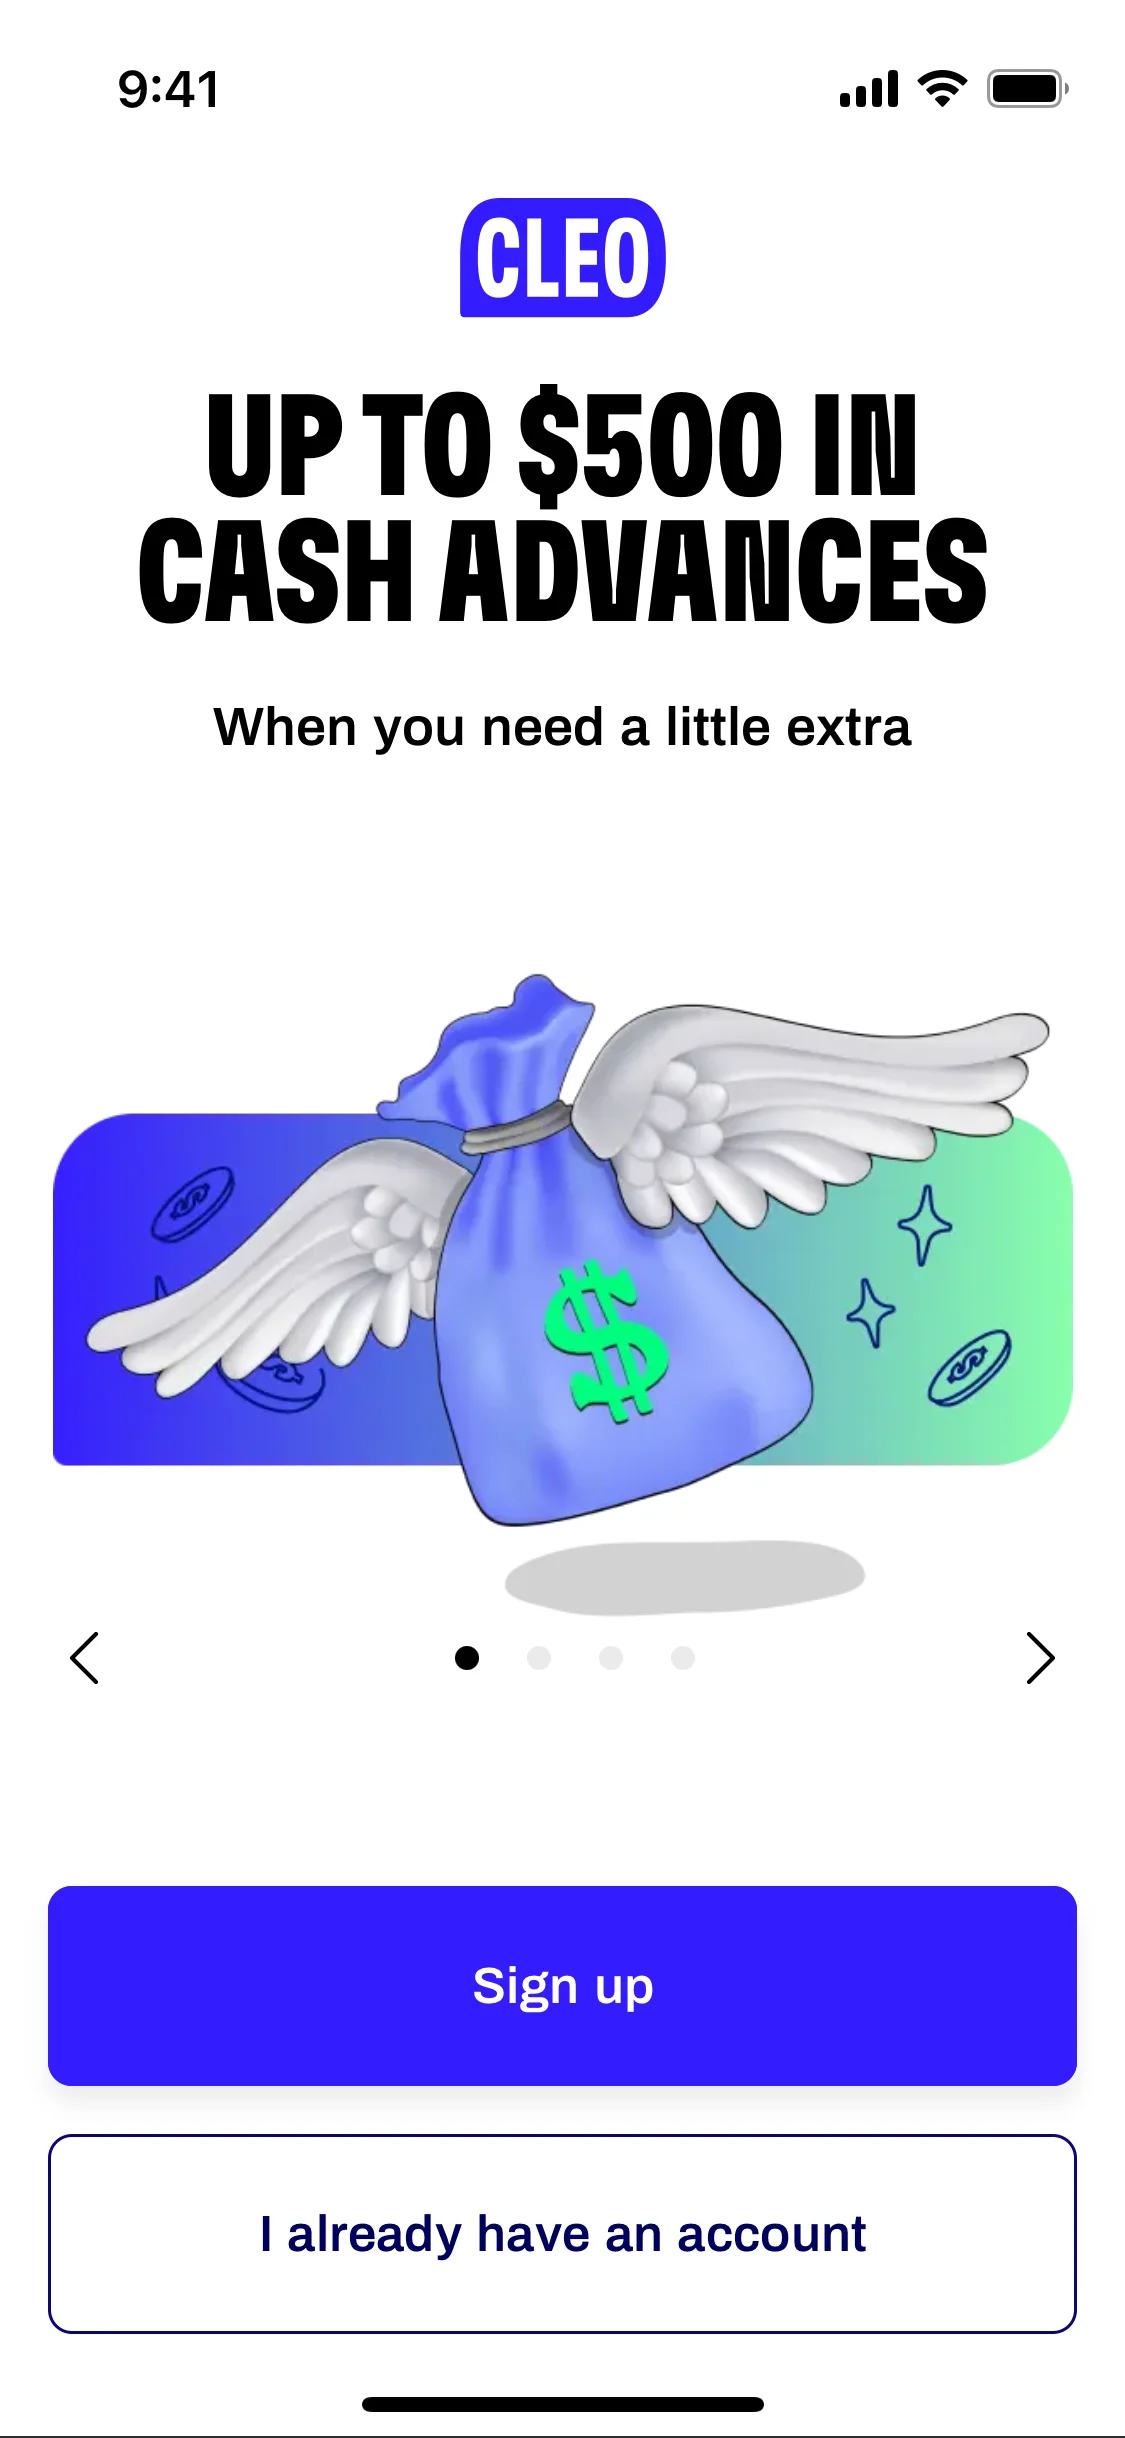 9:41
CLEO
UP TO $500 IN
CASH ADVANCES
When you need a little extra
$
Sign up
I already have an account